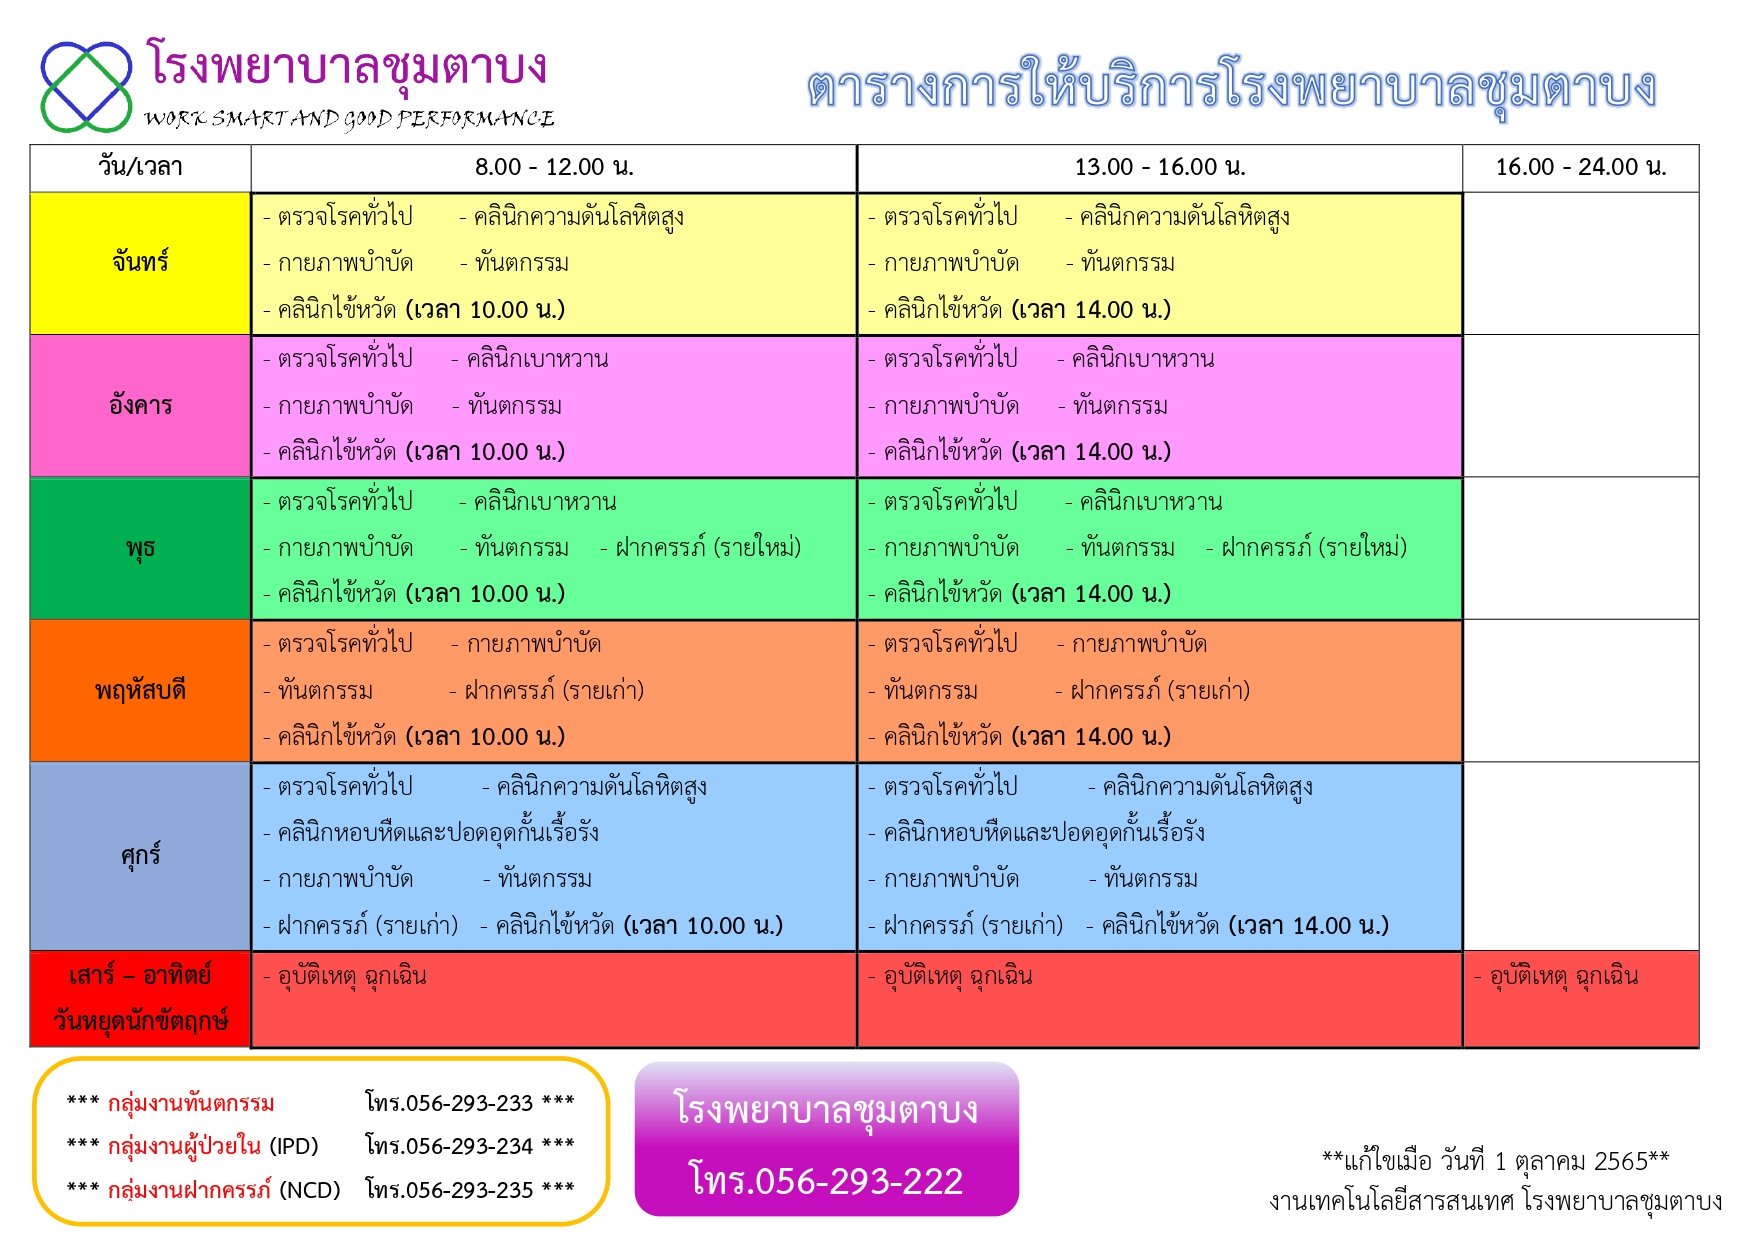 โรงพยาบาลชุมตาบง
WORK SMART AND GOOD PERFORMANCE
ตารางการให้บริการโรงพยาบาลชุมตาบง
วัน/เวลา 8.00 - 12.00 น. 13.00 - 16.00 น. 16.00 - 24.00 น.
จันทร์
- ตรวจโรคทั่วไป - คลินิกความดันโลหิตสูง
- กายภาพบำบัด - ทันตกรรม
- คลินิกไข้หวัด (เวลา 10.00 น.)
- ตรวจโรคทั่วไป - คลินิกความดันโลหิตสูง
- กายภาพบำบัด - ทันตกรรม
- คลินิกไข้หวัด (เวลา 14.00 น.)
อังคาร
- ตรวจโรคทั่วไป - คลินิกเบาหวาน
- กายภาพบำบัด - ทันตกรรม
- คลินิกไข้หวัด (เวลา 10.00 น.)
- ตรวจโรคทั่วไป - คลินิกเบาหวาน
- กายภาพบำบัด - ทันตกรรม
- คลินิกไข้หวัด (เวลา 14.00 น.)
พุธ
- ตรวจโรคทั่วไป - คลินิกเบาหวาน
- กายภาพบำบัด - ทันตกรรม - ฝากครรภ์ (รายใหม่)
- คลินิกไข้หวัด (เวลา 10.00 น.)
- ตรวจโรคทั่วไป - คลินิกเบาหวาน
- กายภาพบำบัด - ทันตกรรม - ฝากครรภ์ (รายใหม่)
- คลินิกไข้หวัด (เวลา 14.00 น.)
พฤหัสบดี
- ตรวจโรคทั่วไป - กายภาพบำบัด
- ทันตกรรม - ฝากครรภ์ (รายเก่า)
- คลินิกไข้หวัด (เวลา 10.00 น.)
- ตรวจโรคทั่วไป - กายภาพบำบัด
- ทันตกรรม - ฝากครรภ์ (รายเก่า)
- คลินิกไข้หวัด (เวลา 14.00 น.)
ศุกร์
- ตรวจโรคทั่วไป - คลินิกความดันโลหิตสูง
- คลินิกหอบหืดและปอดอุดกั้นเรื้อรัง
- กายภาพบำบัด - ทันตกรรม
- ฝากครรภ์ (รายเก่า) - คลินิกไข้หวัด (เวลา 10.00 น.)
- ตรวจโรคทั่วไป - คลินิกความดันโลหิตสูง
- คลินิกหอบหืดและปอดอุดกั้นเรื้อรัง
- กายภาพบำบัด - ทันตกรรม
- ฝากครรภ์ (รายเก่า) - คลินิกไข้หวัด (เวลา 14.00 น.)
เสาร์ – อาทิตย์
วันหยุดนักขัตฤกษ์
- อุบัติเหตุ ฉุกเฉิน
- อุบัติเหตุ ฉุกเฉิน
- อุบัติเหตุ ฉุกเฉิน
*** กลุ่มงานทันตกรรม โทร.056-293-233 ***
*** กลุ่มงานผู้ป่วยใน (IPD) โทร.056-293-234 ***
*** กลุ่มงานฝากครรภ์ (NCD) โทร.056-293-235 ***
โรงพยาบาลชุมตาบง
โทร.056-293-222
**แก้ไขเมื่อ วันที่ 1 ตุลาคม 2565**
งานเทคโนโลยีสารสนเทศ โรงพยาบาลชุมตาบง